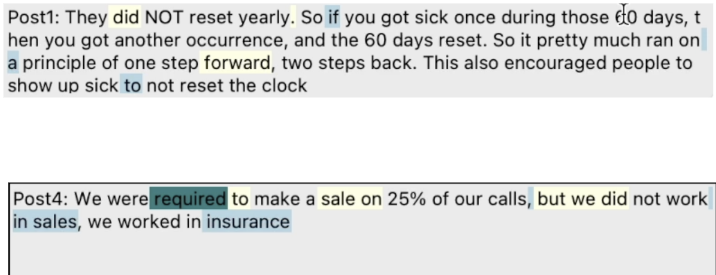 Post1: They did NOT reset yearly. So if you got sick once during those 60 days, t
hen you got another occurrence, and the 60 days reset. So it pretty much ran on
a principle of one step forward, two steps back. This also encouraged people to
show up sick to not reset the clock
Post4: We were required to make a sale on 25% of our calls, but we did not work
in sales, we worked in insurance